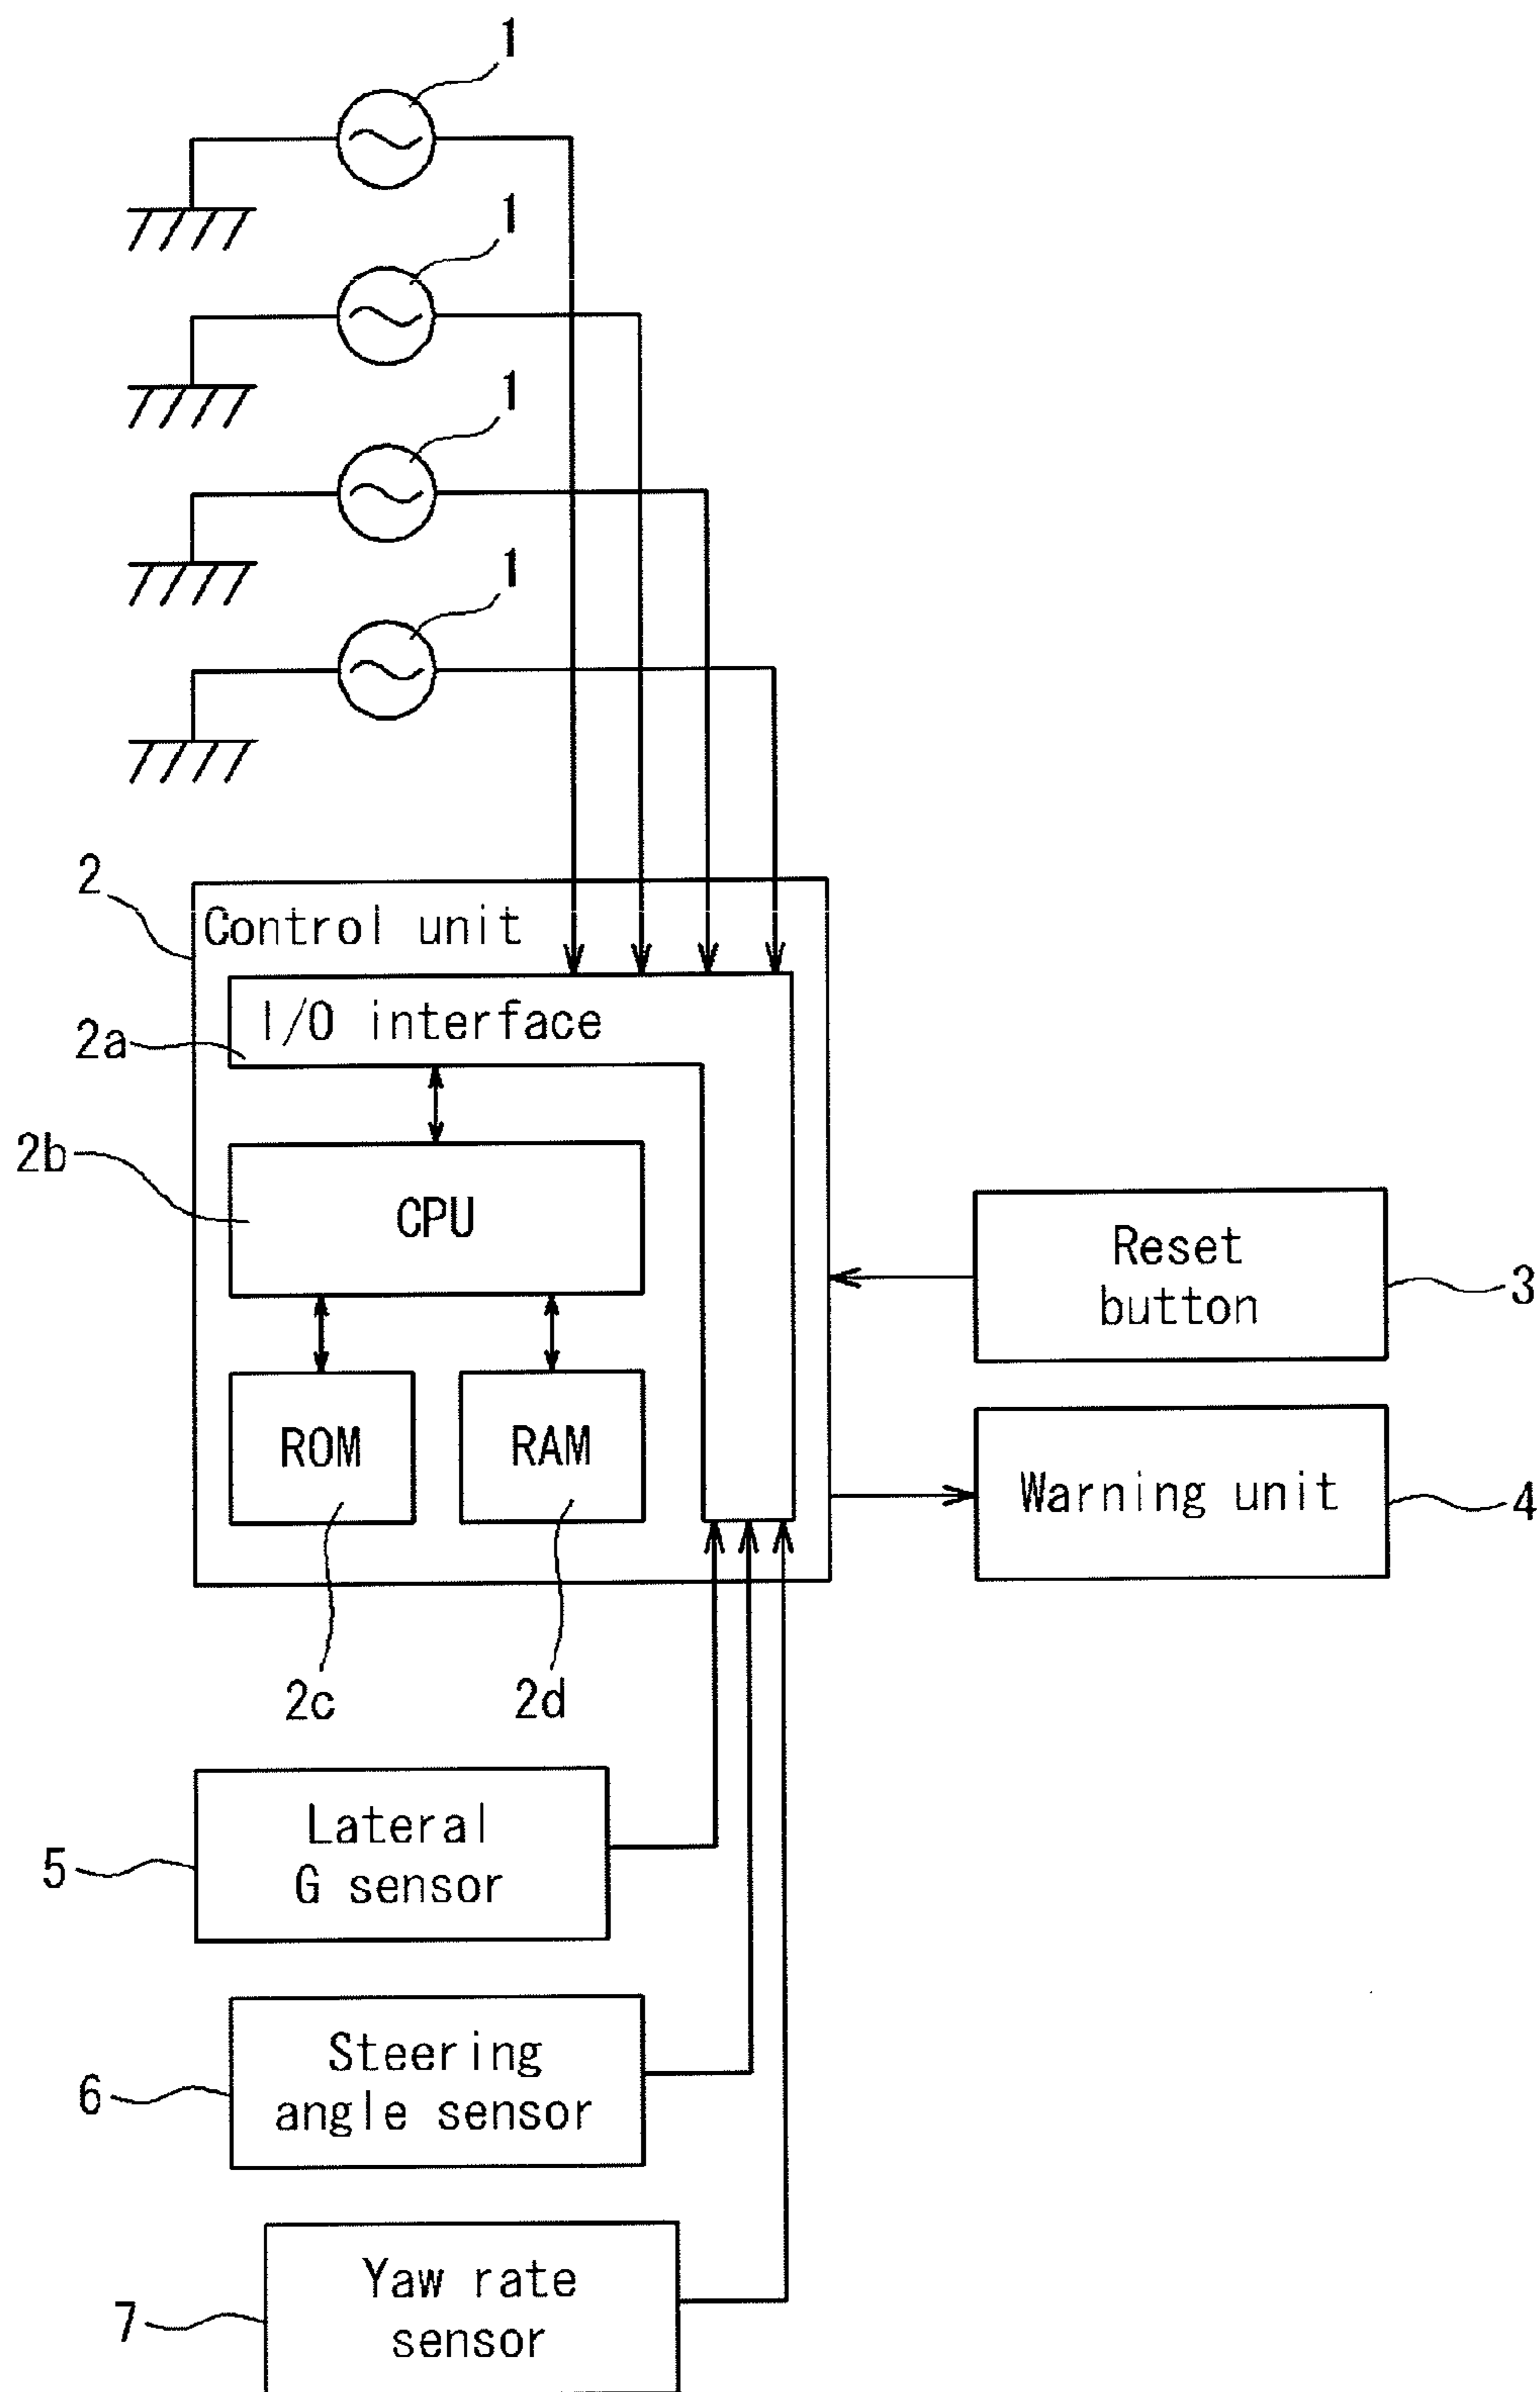 1
1
1
1
2
Control unit
I/O interface
2a
2b
CPU
Reset
button
3
ROM
RAM
Warning unit
4
2c
2d
Lateral
G sensor
5
Steering
angle sensor
6
Yaw rate
sensor
7